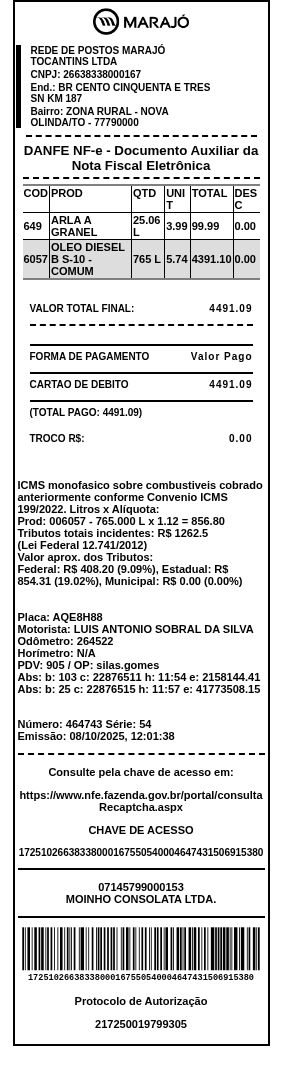 MARAJÓ
REDE DE POSTOS MARAJÓ
TOCANTINS LTDA
CNPJ: 26638338000167
End.: BR CENTO CINQUENTA E TRES
SN KM 187
Bairro: ZONA RURAL - NOVA
OLINDA/TO - 77790000
DANFE NF-e - Documento Auxiliar da
Nota Fiscal Eletrônica
COD PROD QTD UNIT TOTAL DESC
649 ARLA A GRANEL 25.06 L 3.99 99.99 0.00
6057 OLEO DIESEL B S-10 - COMUM 765 L 5.74 4391.10 0.00
VALOR TOTAL FINAL: 4491.09
FORMA DE PAGAMENTO Valor Pago
CARTAO DE DEBITO 4491.09
(TOTAL PAGO: 4491.09)
TROCO R$: 0.00
ICMS monofasico sobre combustiveis cobrado
anteriormente conforme Convenio ICMS
199/2022. Litros x Alíquota:
Prod: 006057 - 765.000 L x 1.12 = 856.80
Tributos totais incidentes: R$ 1262.5
(Lei Federal 12.741/2012)
Valor aprox. dos Tributos:
Federal: R$ 408.20 (9.09%), Estadual: R$
854.31 (19.02%), Municipal: R$ 0.00 (0.00%)
Placa: AQE8H88
Motorista: LUIS ANTONIO SOBRAL DA SILVA
Odômetro: 264522
Horímetro: N/A
PDV: 905 / OP: silas.gomes
Abs: b: 103 c: 22876511 h: 11:54 e: 2158144.41
Abs: b: 25 c: 22876515 h: 11:57 e: 41773508.15
Número: 464743 Série: 54
Emissão: 08/10/2025, 12:01:38
Consulte pela chave de acesso em:
https://www.nfe.fazenda.gov.br/portal/consulta
Recaptcha.aspx
CHAVE DE ACESSO
17251026638338000167550540004647431506915380
07145799000153
MOINHO CONSOLATA LTDA.
17251026638338000167550540004647431506915380
Protocolo de Autorização
217250019799305